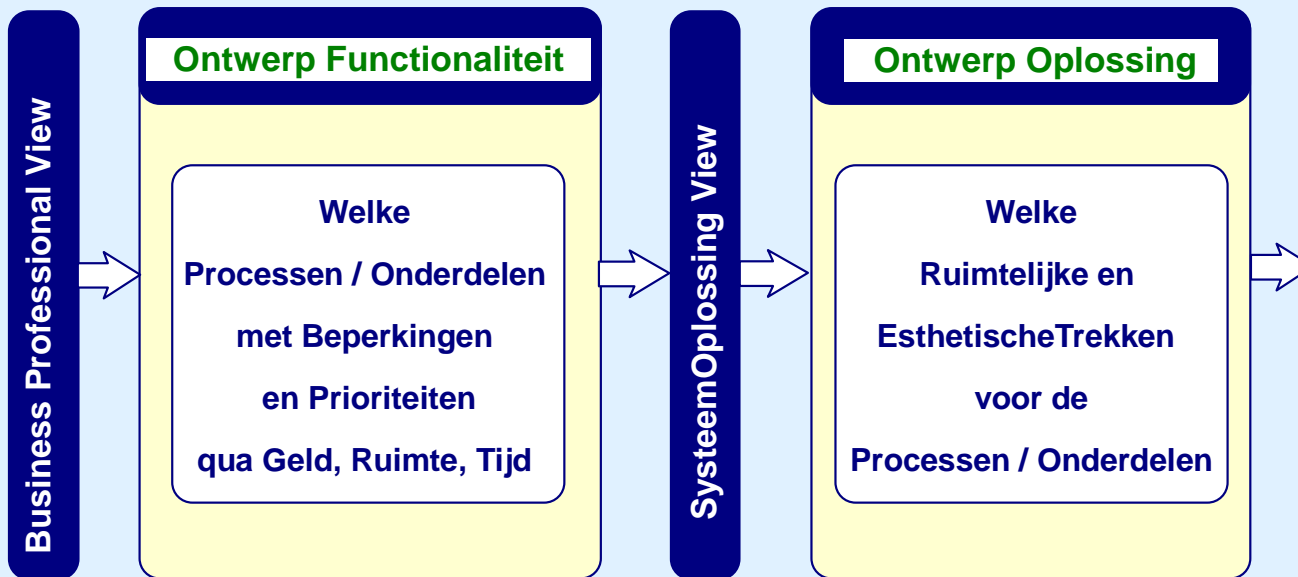 Business Professional View
Ontwerp Functionaliteit
Welke
Processen / Onderdelen
met Beperkingen
en Prioriteiten
qua Geld, Ruimte, Tijd
SysteemOplossing View
Ontwerp Oplossing
Welke
Ruimtelijke en
EsthetischeTrekken
voor de
Processen / Onderdelen